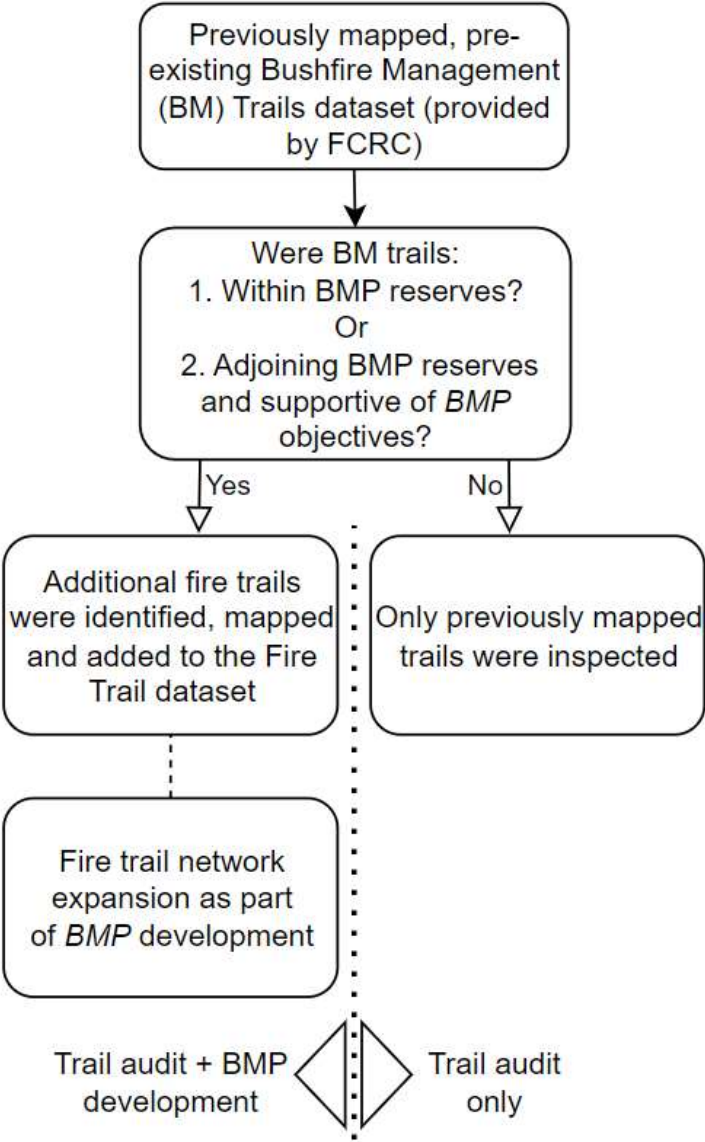 Previously mapped, pre-
existing Bushfire Management
(BM) Trails dataset (provided
by FCRC)
Were BM trails:
1. Within BMP reserves?
Or
2. Adjoining BMP reserves
and supportive of BMP
objectives?
Yes
No
Additional fire trails
were identified, mapped
and added to the Fire
Trail dataset
Only previously mapped
trails were inspected
Fire trail network
expansion as part
of BMP development
Trail audit + BMP
development
Trail audit
only